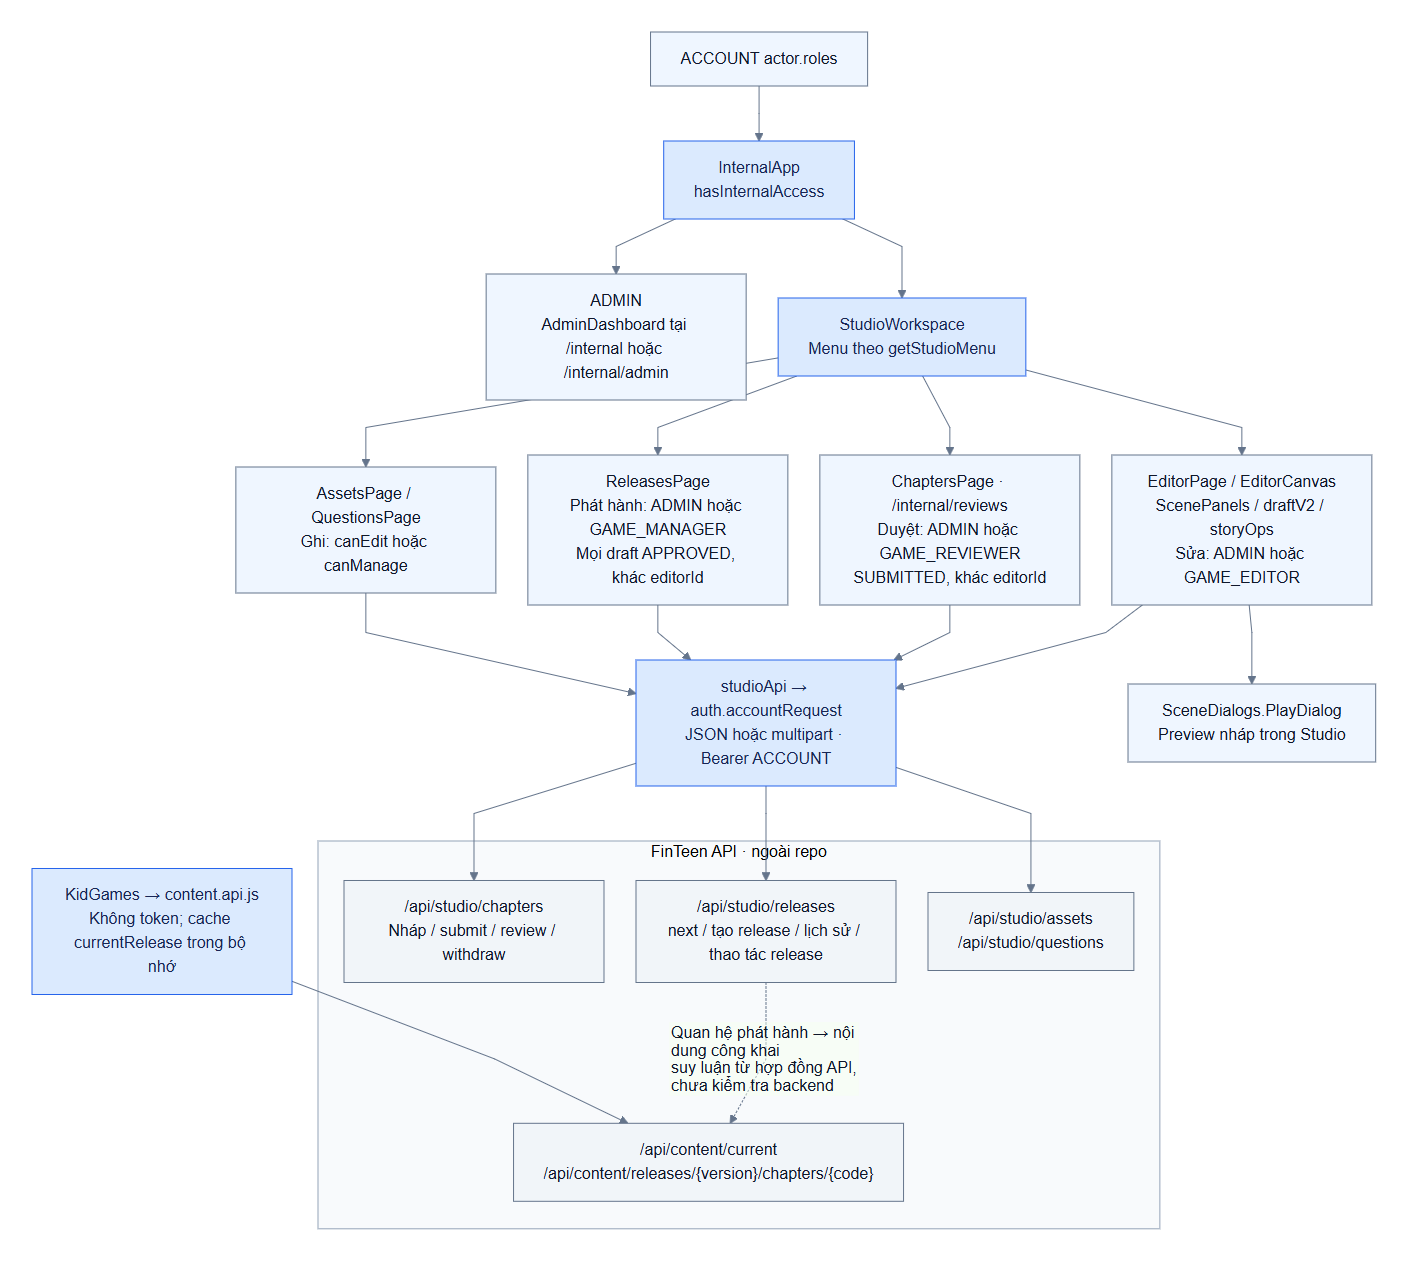 ACCOUNT actor.roles
InternalApp
hasInternalAccess
ADMIN
AdminDashboard tại
/internal hoặc
/internal/admin
StudioWorkspace
Menu theo getStudioMenu
AssetsPage /
QuestionsPage
Ghi: canEdit hoặc
canManage
ReleasesPage
Phát hành: ADMIN hoặc
GAME_MANAGER
Mọi draft APPROVED,
khác editorId
ChaptersPage ·
/internal/reviews
Duyệt: ADMIN hoặc
GAME_REVIEWER
SUBMITTED, khác editorId
EditorPage / EditorCanvas
ScenePanels / draftV2 /
storyOps
Sửa: ADMIN hoặc
GAME_EDITOR
studioApi →
auth.accountRequest
JSON hoặc multipart ·
Bearer ACCOUNT
SceneDialogs.PlayDialog
Preview nháp trong Studio
FinTeen API · ngoài repo
KidGames → content.api.js
Không token; cache
currentRelease trong bộ
nhớ
/api/studio/chapters
Nháp / submit / review /
withdraw
/api/studio/releases
next / tạo release / lịch sử /
thao tác release
/api/studio/assets
/api/studio/questions
Quan hệ phát hành → nội
dung công khai
suy luận từ hợp đồng API,
chưa kiểm tra backend
/api/content/current
/api/content/releases/{version}/chapters/{code}